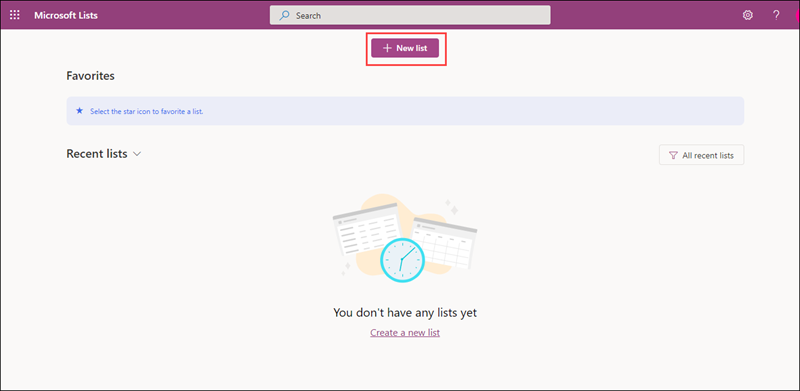 Microsoft Lists
Search
?
+ New list
Favorites
Select the star icon to favorite a list.
Recent lists
All recent lists
You don't have any lists yet
Create a new list